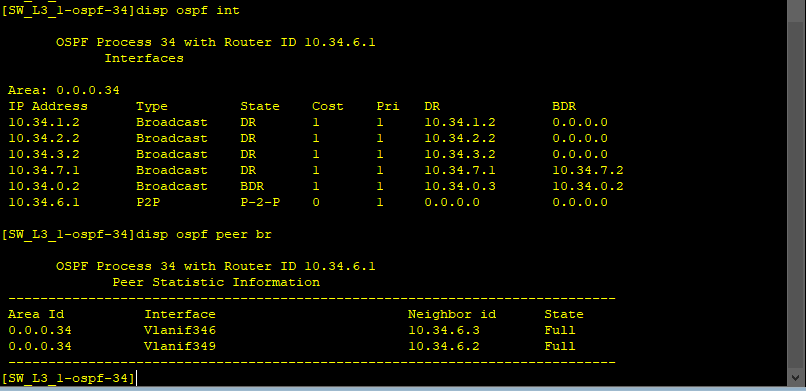 [SW_L3_1-ospf-34]disp ospf int
OSPF Process 34 with Router ID 10.34.6.1
Interfaces
Area: 0.0.0.34
IP Address Type State Cost Pri DR BDR
10.34.1.2 Broadcast DR 1 1 10.34.1.2 0.0.0.0
10.34.2.2 Broadcast DR 1 1 10.34.2.2 0.0.0.0
10.34.3.2 Broadcast DR 1 1 10.34.3.2 0.0.0.0
10.34.7.1 Broadcast DR 1 1 10.34.7.1 10.34.7.2
10.34.0.2 Broadcast BDR 1 1 10.34.0.3 10.34.0.2
10.34.6.1 P2P P-2-P 0 1 0.0.0.0 0.0.0.0
[SW_L3_1-ospf-34]disp ospf peer br
OSPF Process 34 with Router ID 10.34.6.1
Peer Statistic Information
----------------------------------------------------------------------------
Area Id Interface Neighbor id State
0.0.0.34 Vlanif346 10.34.6.3 Full
0.0.0.34 Vlanif349 10.34.6.2 Full
----------------------------------------------------------------------------
[SW_L3_1-ospf-34]